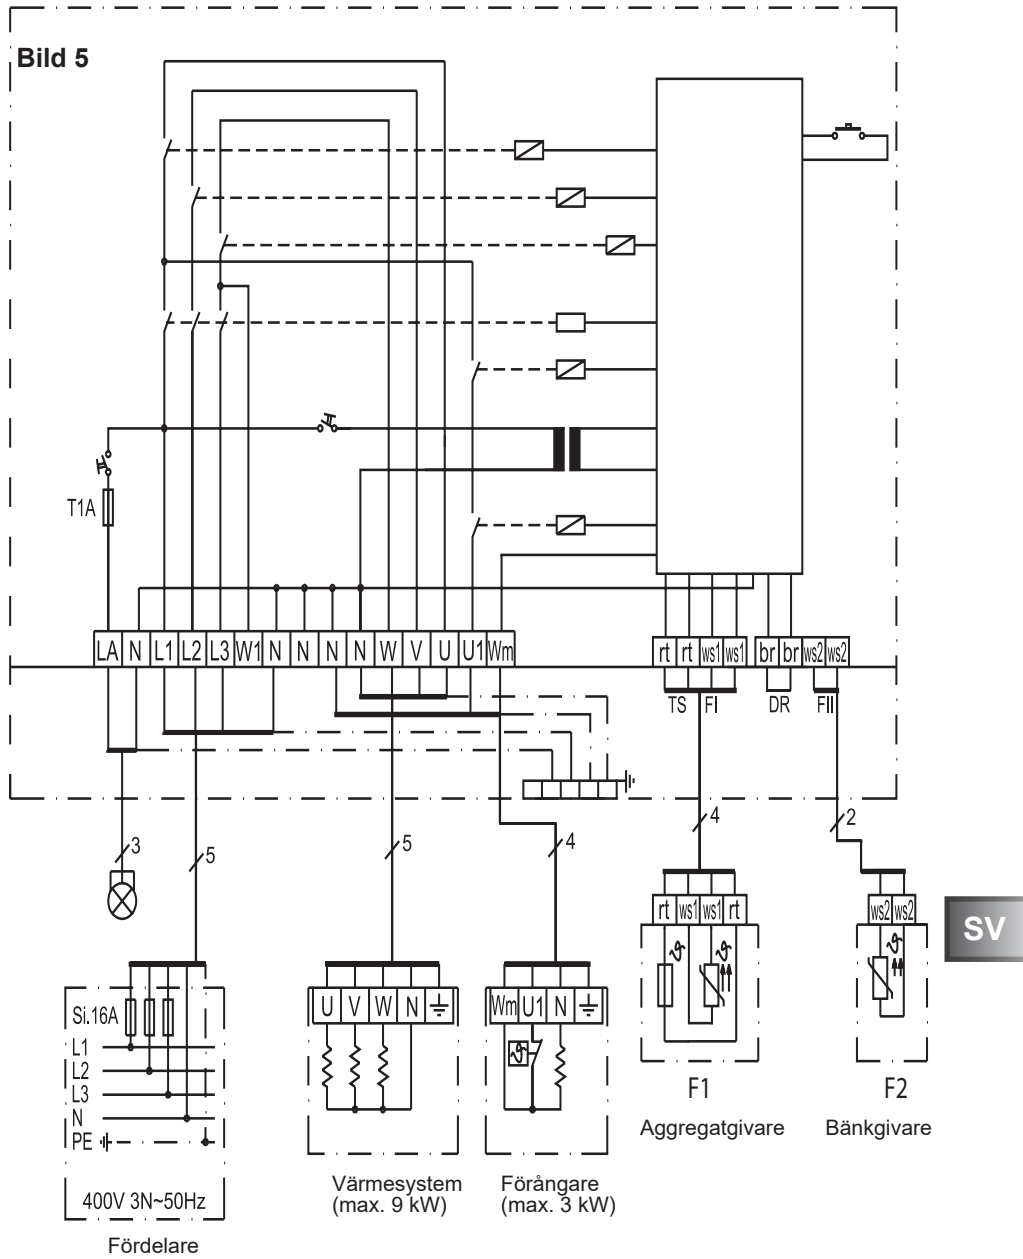 Bild 5
T1A
LA N L1 L2 L3 W1 N N N N W V U U1 Wm
rt rt ws1 ws1 br br ws2 ws2
TS FI DR FII
3
5
5
4
4
2
rt ws1 ws1 rt
ws2 ws2
SV
ϑ
ϑ
Si.16A
L1
L2
L3
N
PE
400V 3N~50Hz
Fördelare
U V W N
Värmesystem
(max. 9 kW)
Wm U1 N
ϑ
Förångare
(max. 3 kW)
F1
Aggregatgivare
F2
Bänkgivare